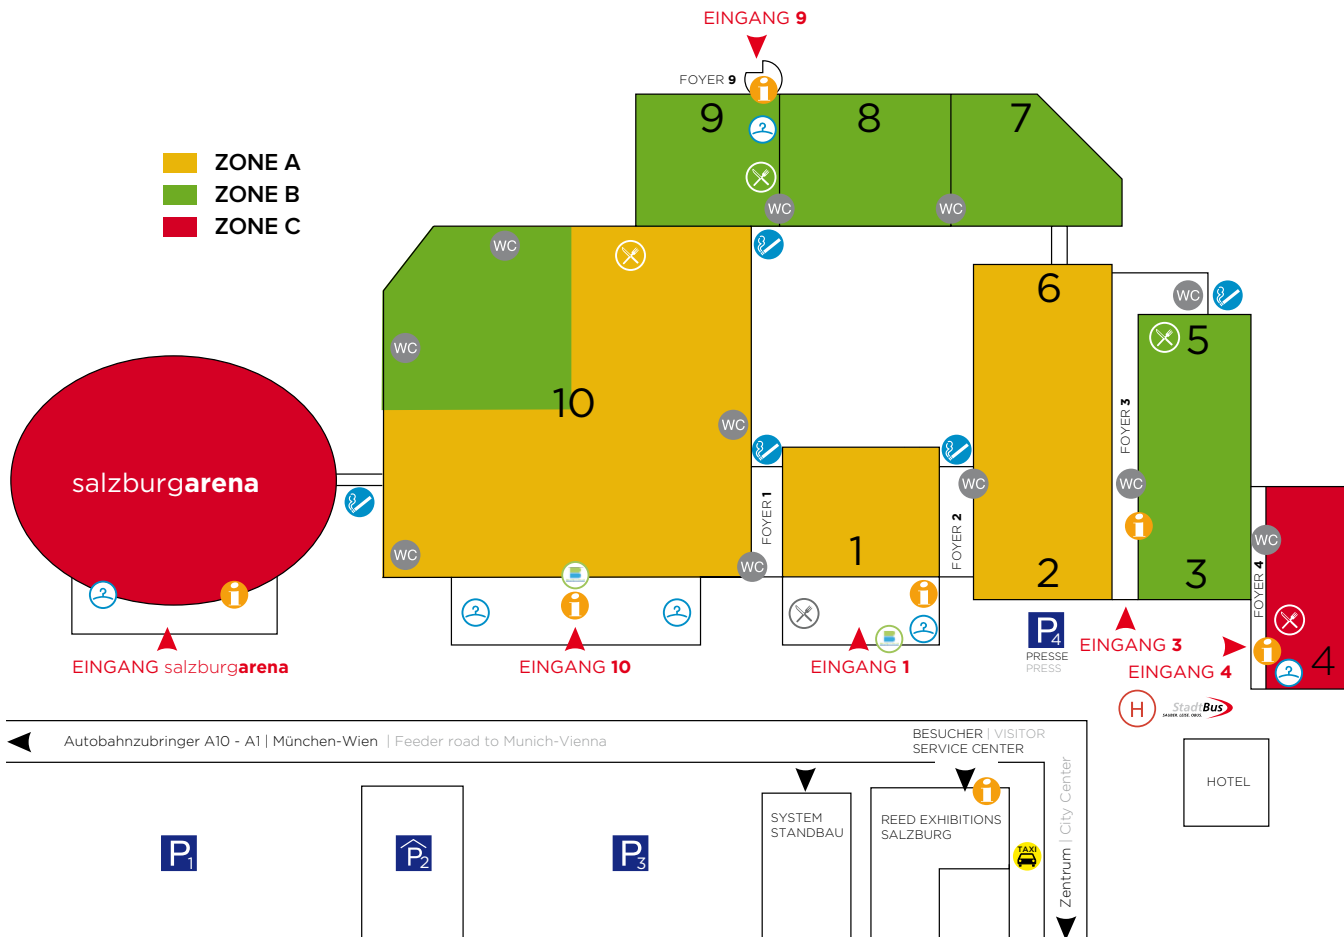 EINGANG 9
FOYER 9
9
8
7
ZONE A
ZONE B
ZONE C
WC
WC
WC
6
WC
5
WC
10
FOYER 3
WC
salzburgarena
WC
WC
FOYER 1
FOYER 2
WC
1
WC
WC
2
3
FOYER 4
EINGANG salzburgarena
EINGANG 10
EINGANG 1
P4
PRESSE
PRESS
EINGANG 3
EINGANG 4
4
H
StadtBus
Autobahnzubringer A10 - A1 | München-Wien | Feeder road to Munich-Vienna
BESUCHER | VISITOR
SERVICE CENTER
Zentrum | City Center
HOTEL
SYSTEM
STANDBAU
REED EXHIBITIONS
SALZBURG
P1
P2
P3
TAXI